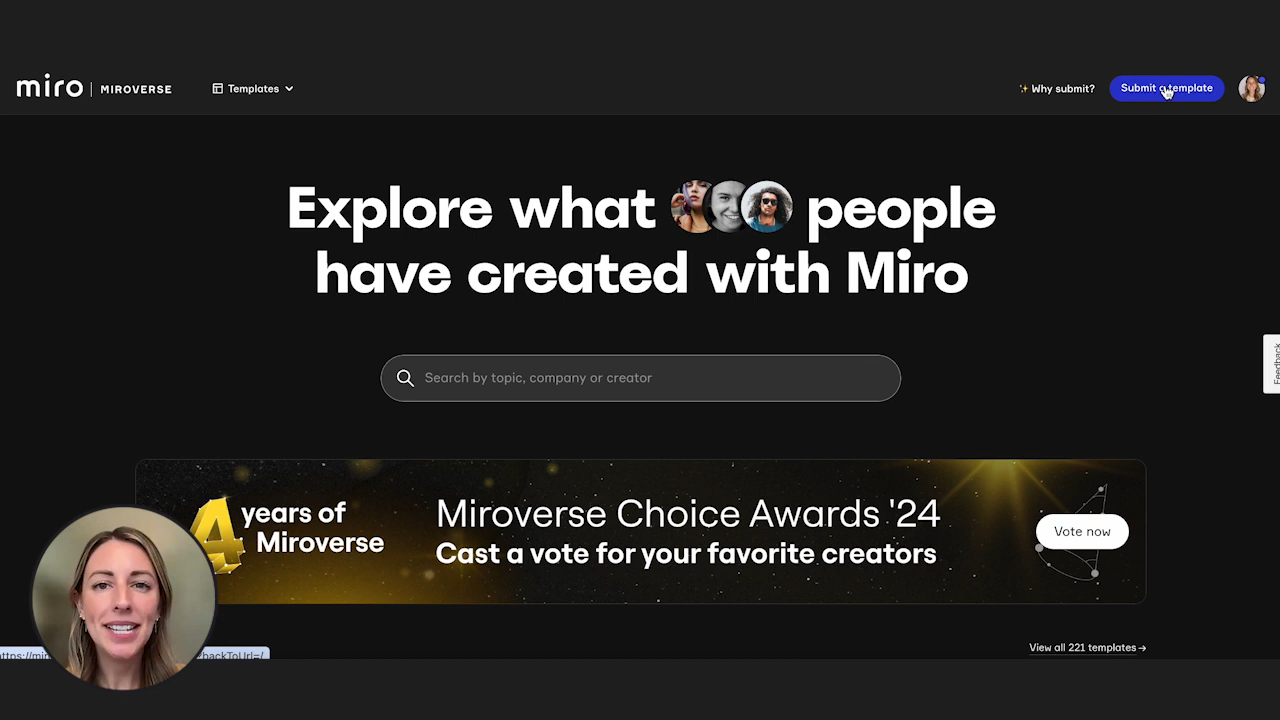 miro | MIROVERSE
Templates
Why submit?
Submit a template
Explore what people
have created with Miro
Search by topic, company or creator
Feedback
4 years of
Miroverse
Miroverse Choice Awards '24
Cast a vote for your favorite creators
Vote now
View all 221 templates